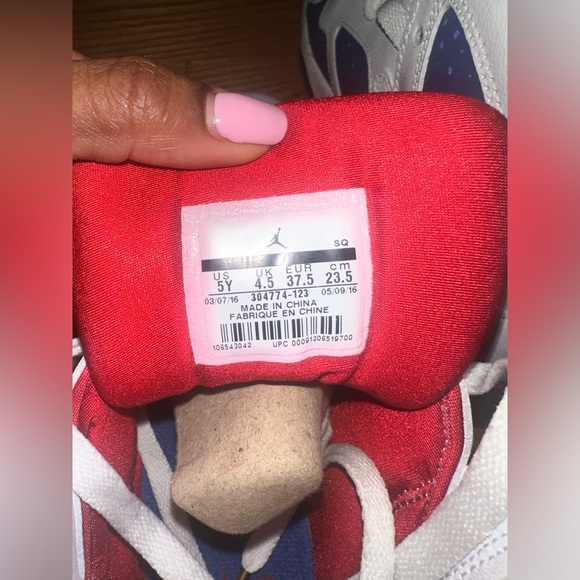 SQ
US UK EUR cm
5Y 4.5 37.5 23.5
03/07/16 304774-123 05/09/16
MADE IN CHINA
FABRIQUE EN CHINE
106543042 UPC 00091206519700